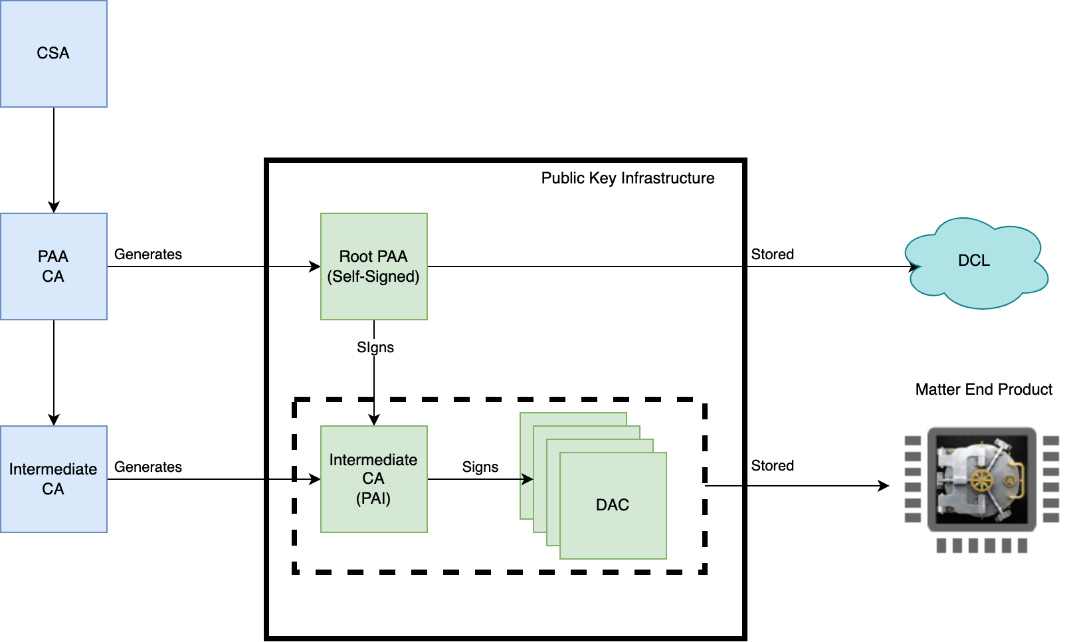 CSA
Public Key Infrastructure
PAA
CA
Generates
Root PAA
(Self-Signed)
Stored
DCL
SIgns
Matter End Product
Intermediate
CA
Generates
Intermediate
CA
(PAI)
Signs
DAC
Stored